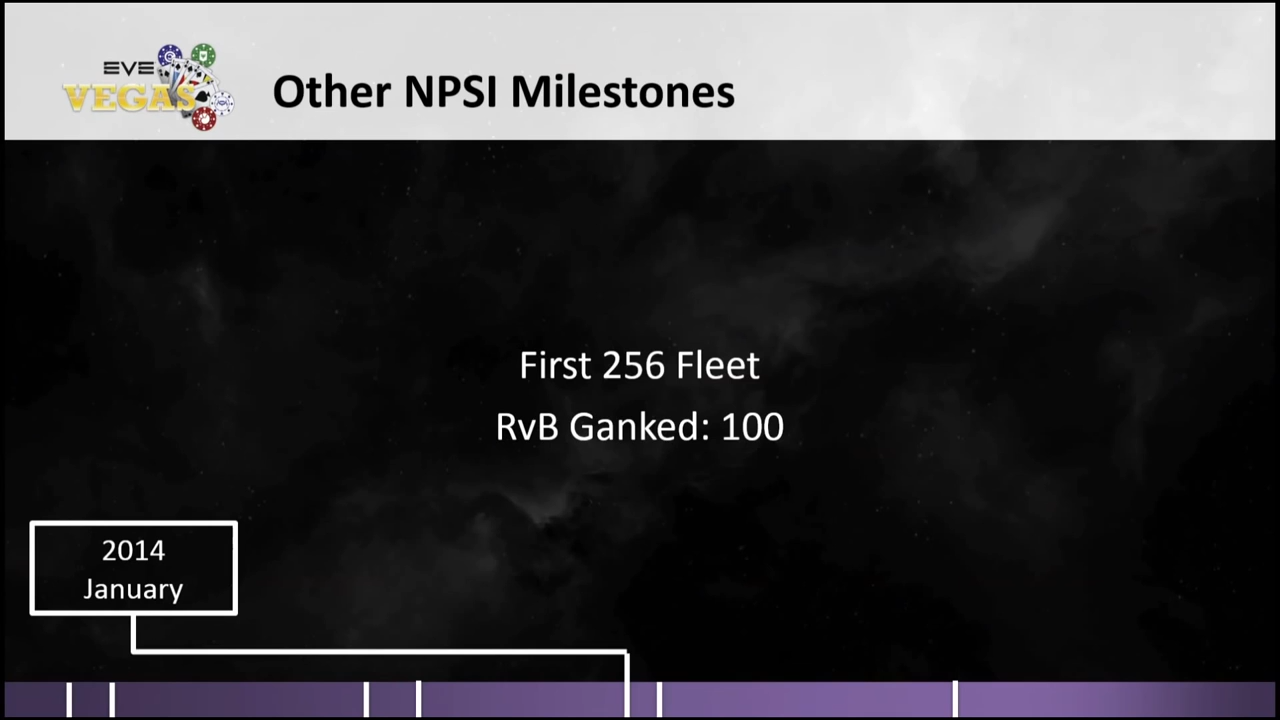 EVE
VEGAS
Other NPSI Milestones
First 256 Fleet
RvB Ganked: 100
2014
January